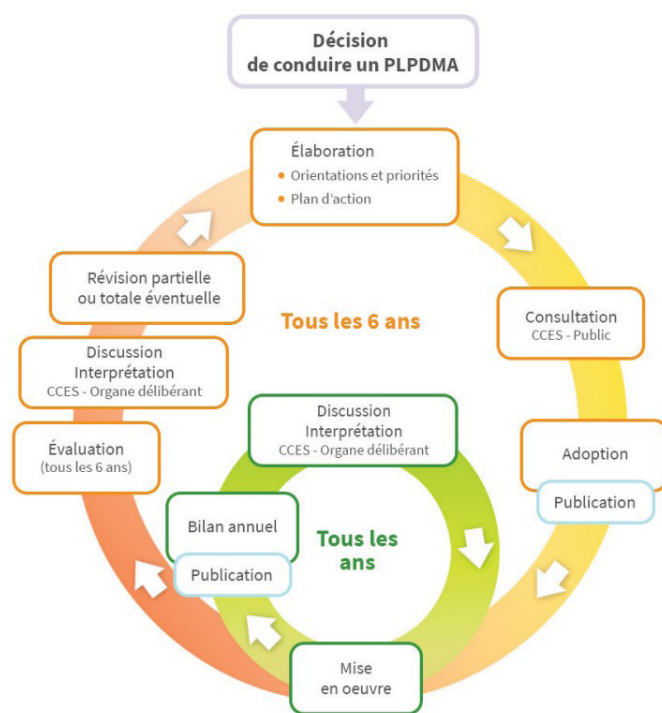 Décision
de conduire un PLPDMA
Élaboration
• Orientations et priorités
• Plan d'action
Révision partielle
ou totale éventuelle
Tous les 6 ans
Consultation
CCES - Public
Discussion
Interprétation
CCES - Organe délibérant
Discussion
Interprétation
CCES - Organe délibérant
Évaluation
(tous les 6 ans)
Adoption
Publication
Bilan annuel
Publication
Tous les
ans
Mise
en oeuvre